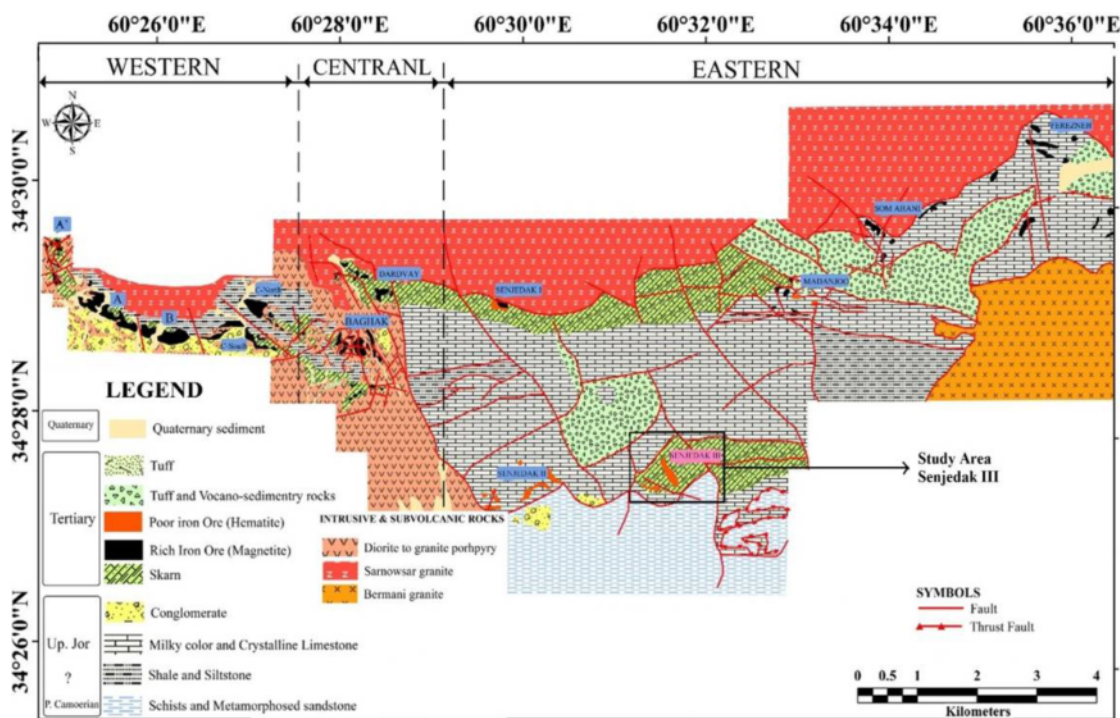 60°26'0"E 60°28'0"E 60°30'0"E 60°32'0"E 60°34'0"E 60°36'0"E
WESTERN CENTRANL EASTERN
N
W E
S
34°30'0"N
34°28'0"N
34°26'0"N
FEREZNEH
SOM AHANI
A'
DARDVAY
C-North
SENJEDAK I
MADANJOO
A
B
BAGHAK
C-South
SENJEDAK II
SENJEDAK III
Study Area
Senjedak III
LEGEND
Quaternary
Quaternary sediment
Tertiary
Tuff
Tuff and Vocano-sedimentry rocks
Poor iron Ore (Hematite)
Rich Iron Ore (Magnetite)
Skarn
Up. Jor
?
P. Camoerian
Conglomerate
Milky color and Crystalline Limestone
Shale and Siltstone
Schists and Metamorphosed sandstone
INTRUSIVE & SUBVOLCANIC ROCKS
Diorite to granite porhpyry
Sarnowsar granite
Bermani granite
SYMBOLS
Fault
Thrust Fault
0 0.5 1 2 3 4
Kilometers